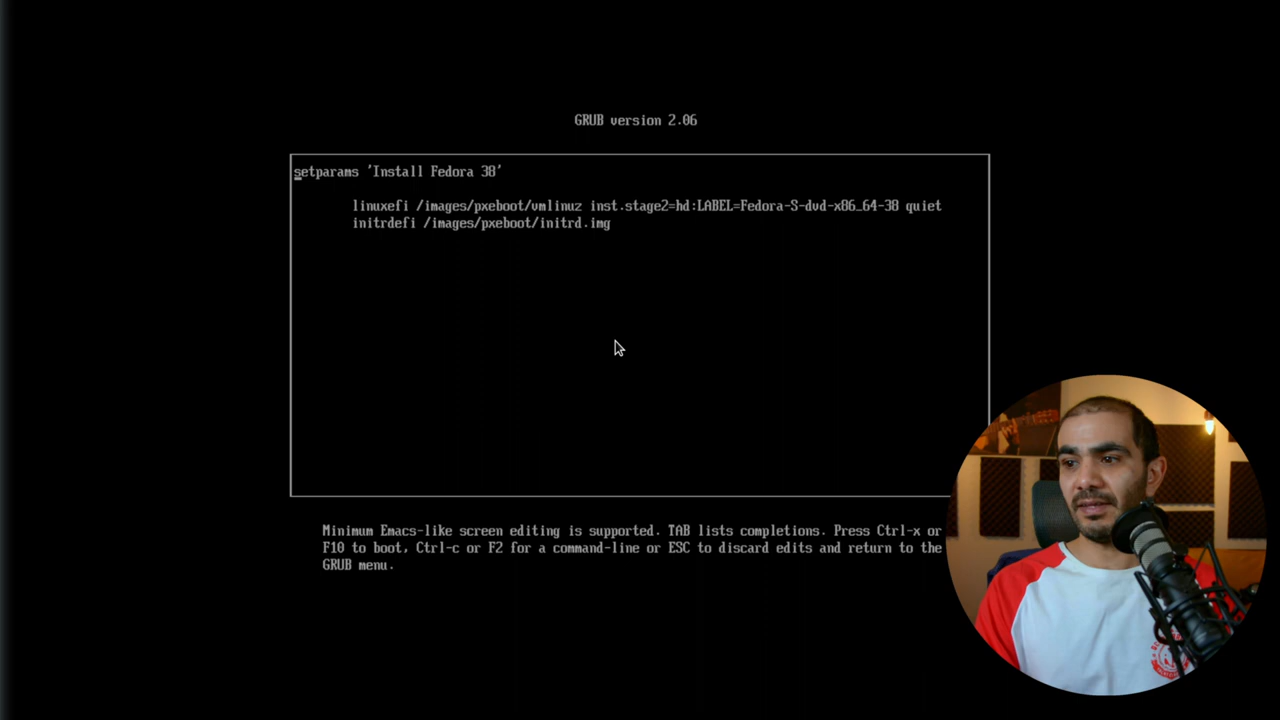 GRUB version 2.06
setparams 'Install Fedora 38'
linuxefi /images/pxeboot/vmlinuz inst.stage2=hd:LABEL=Fedora-S-dvd-x86_64-38 quiet
initrdefi /images/pxeboot/initrd.img
Minimum Emacs-like screen editing is supported. TAB lists completions. Press Ctrl-x or
F10 to boot, Ctrl-c or F2 for a command-line or ESC to discard edits and return to the
GRUB menu.